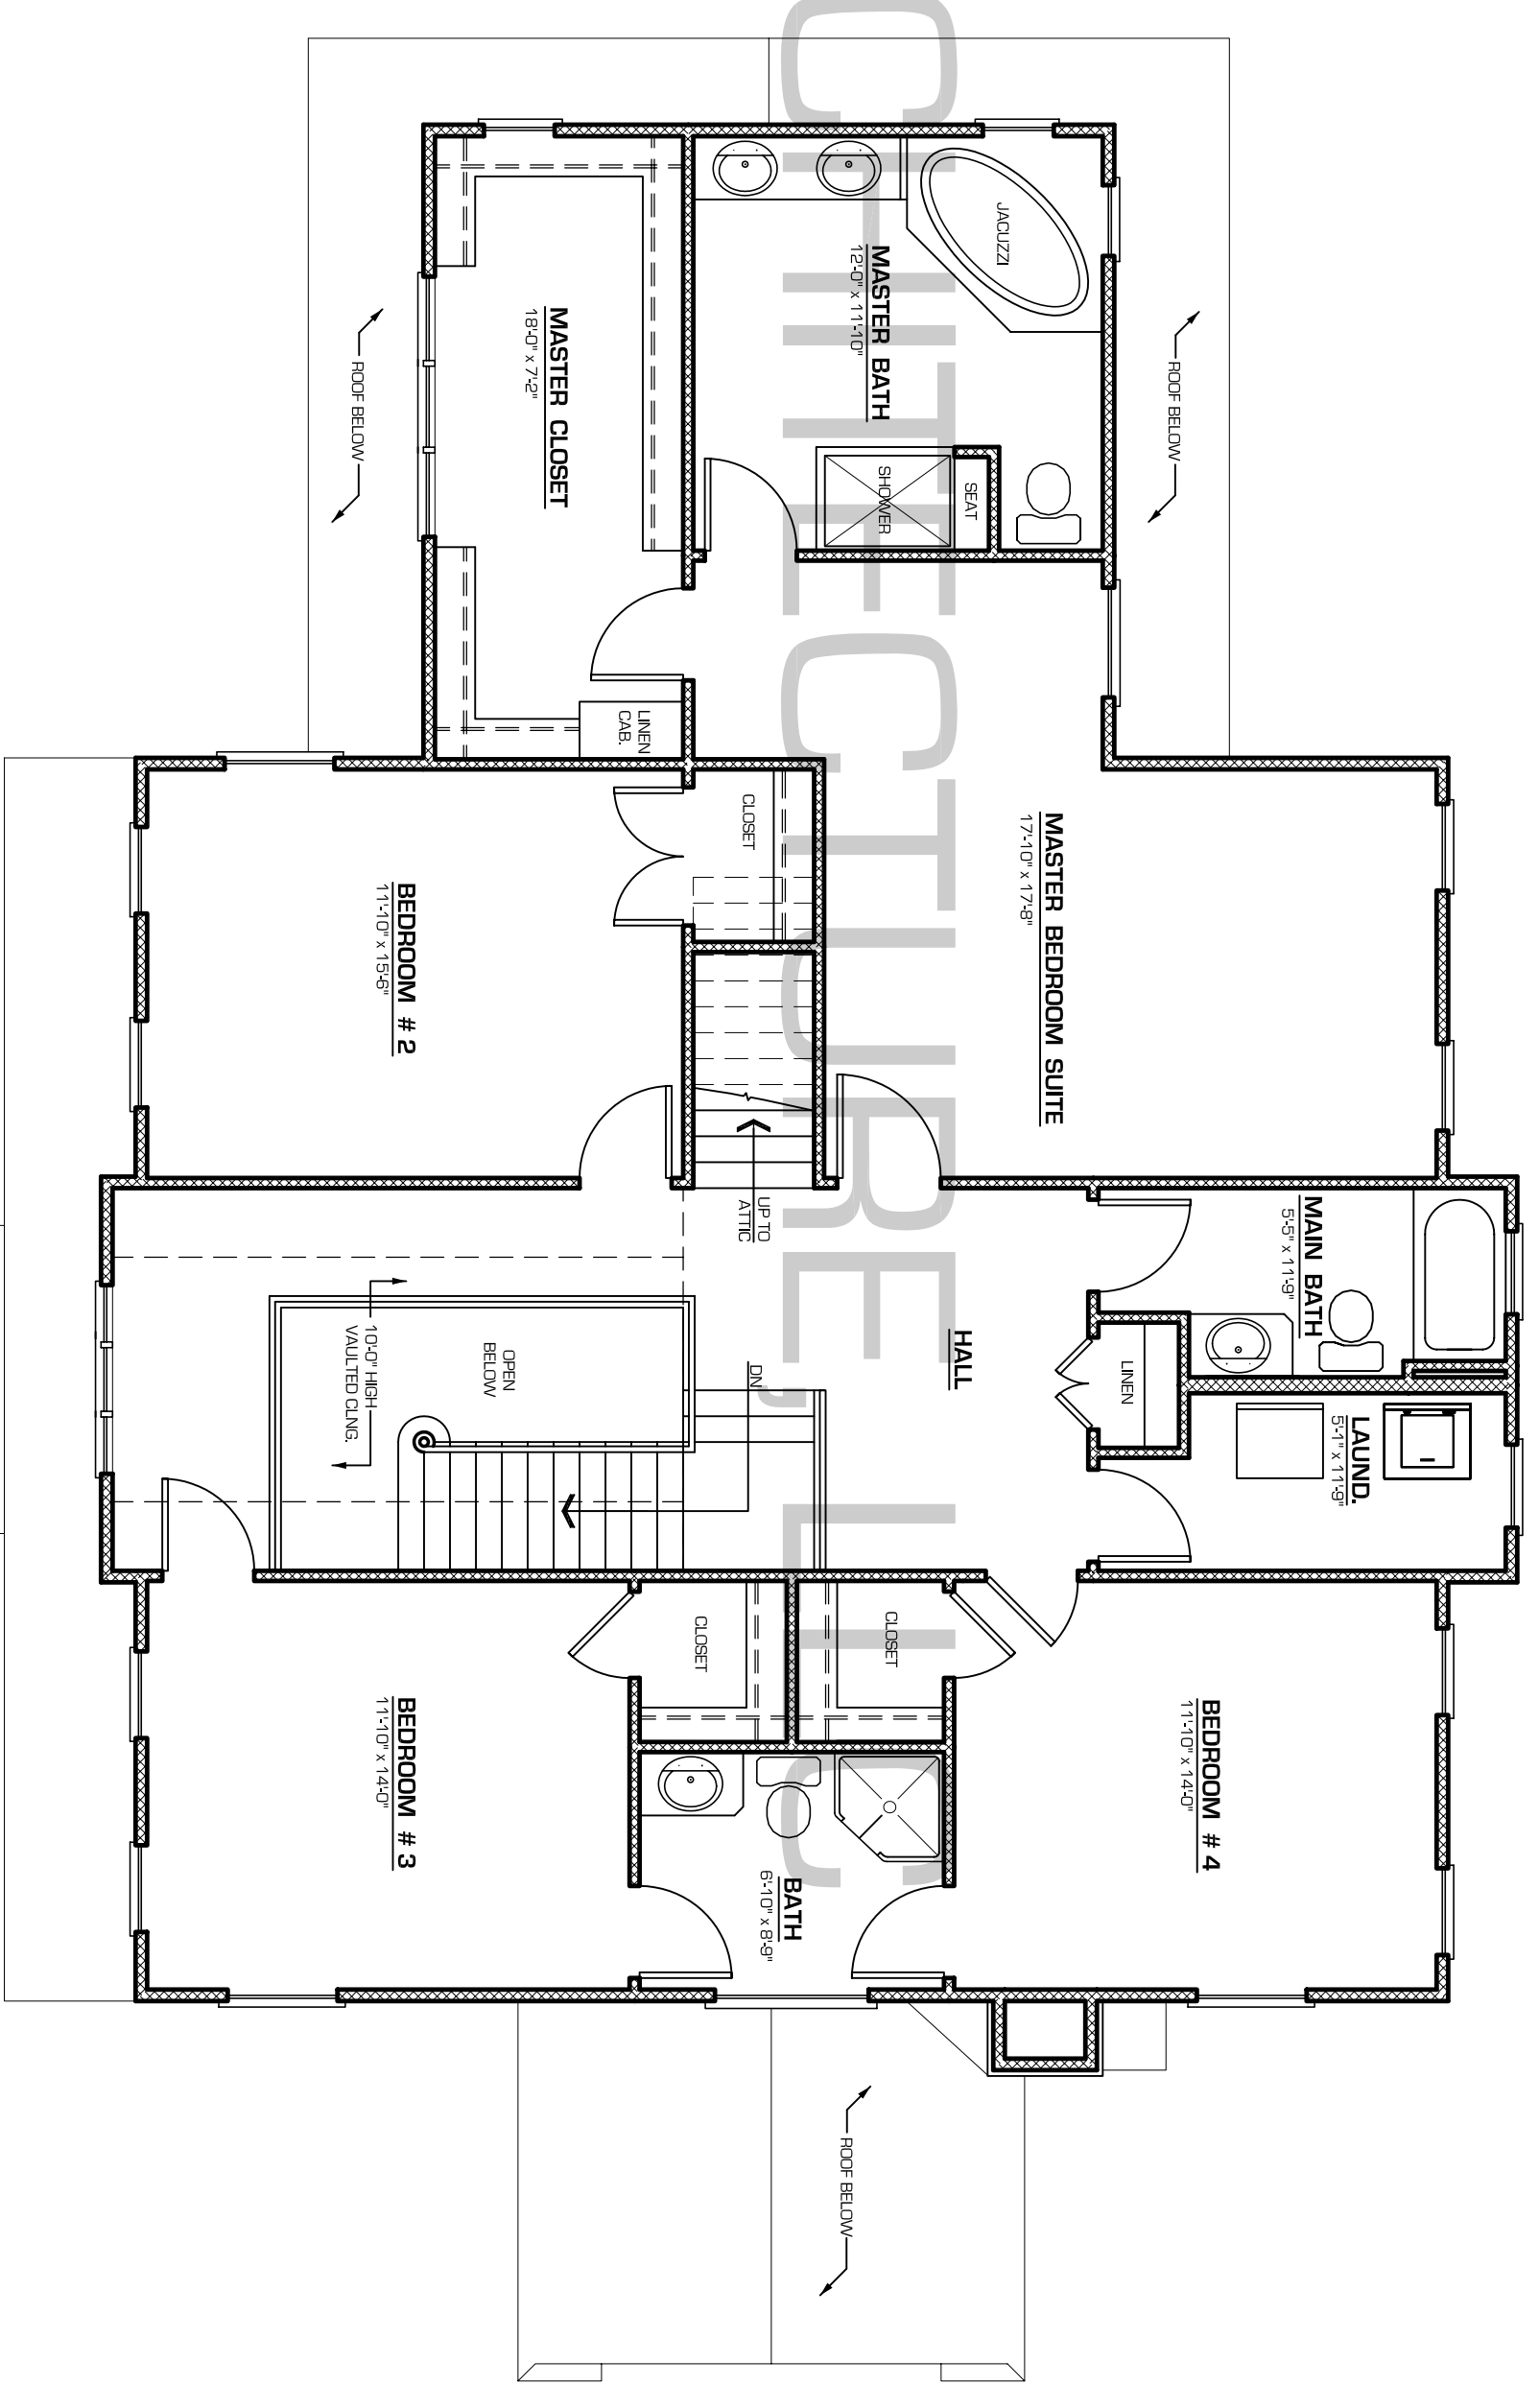 LAUND.
5'-1" x 11'-9"
MAIN BATH
5'-5" x 11'-9"
BEDROOM # 4
11'-10" x 14'-0"
ROOF BELOW
LINEN
MASTER BEDROOM SUITE
17'-10" x 17'-8"
JACUZZI
SEAT
HALL
SHOWER
MASTER BATH
12'-0" x 11'-10"
CHITECTURE, LLC
CLOSET
ROOF BELOW
BATH
6'-10" x 8'-9"
UP TO
ATTIC
DN
CLOSET
CLOSET
LINEN
CAB.
MASTER CLOSET
18'-0" x 7'-2"
OPEN
BELOW
BEDROOM # 2
11'-10" x 15'-6"
BEDROOM # 3
11'-10" x 14'-0"
10'-0" HIGH
VAULTED CLNG.
ROOF BELOW